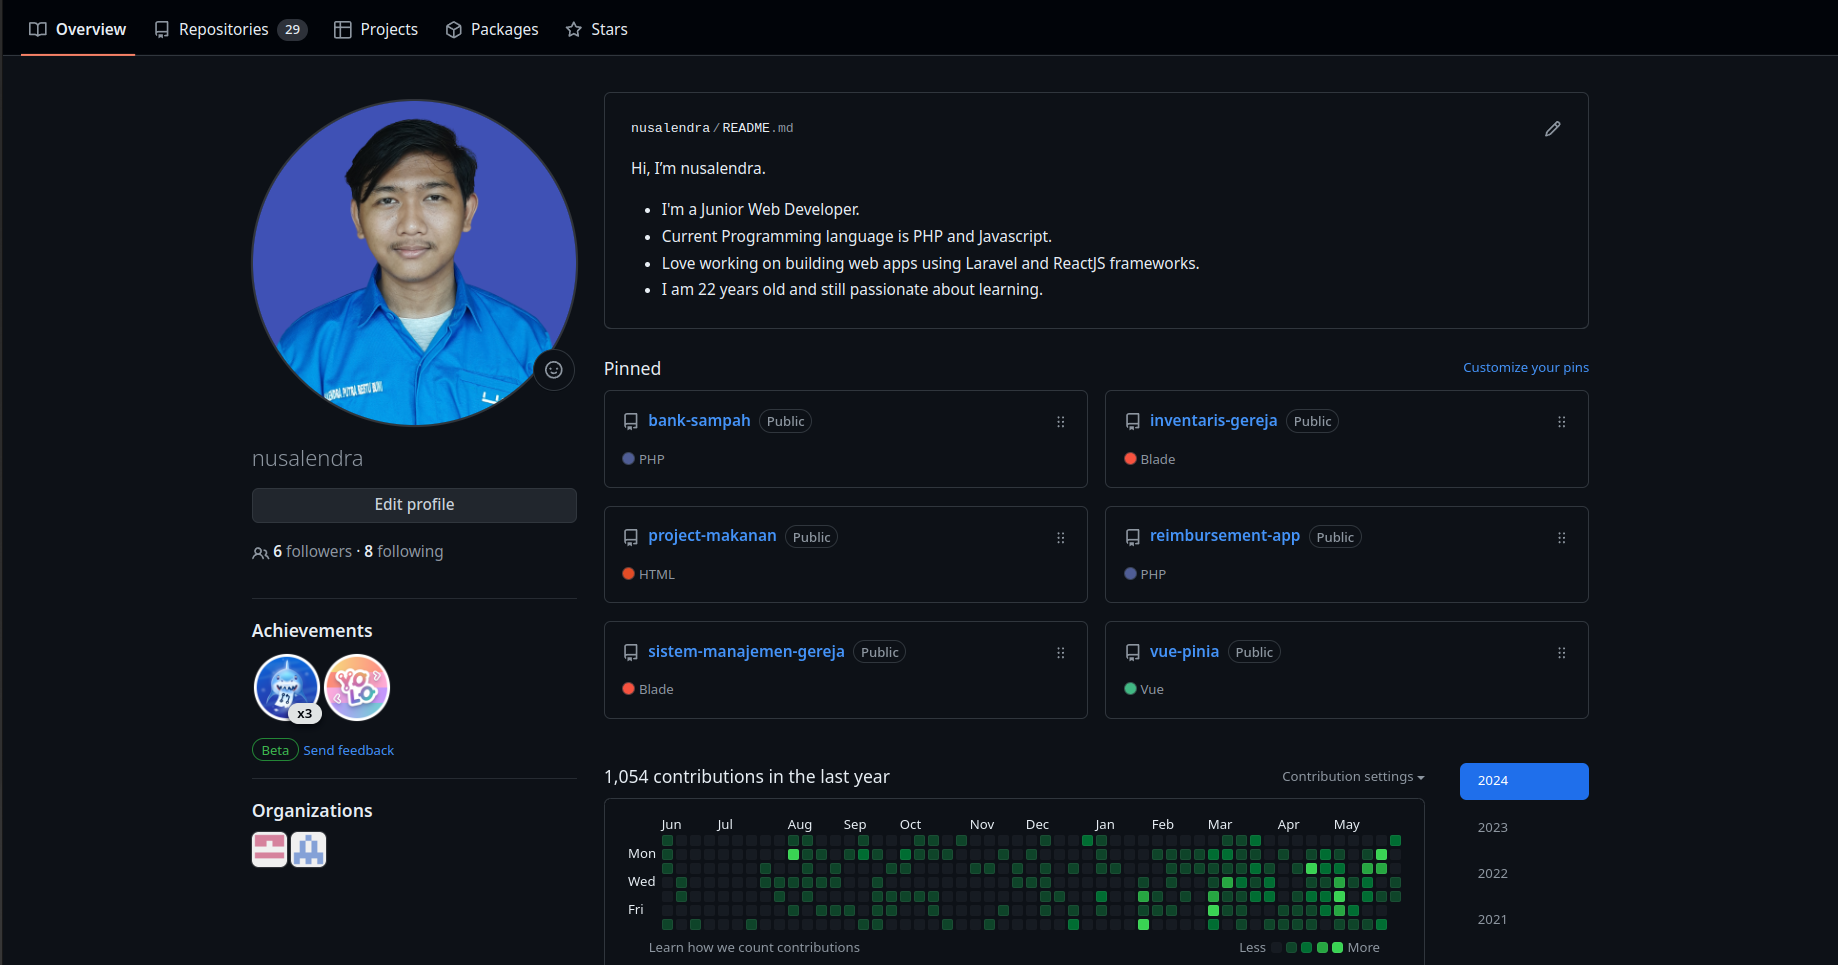 Overview Repositories 29 Projects Packages Stars
nusalendra/README.md
Hi, I’m nusalendra.
I'm a Junior Web Developer.
Current Programming language is PHP and Javascript.
Love working on building web apps using Laravel and ReactJS frameworks.
I am 22 years old and still passionate about learning.
nusalendra
Edit profile
6 followers · 8 following
Achievements
YOLO
x3
Beta Send feedback
Organizations
Pinned Customize your pins
bank-sampah Public
PHP
inventaris-gereja Public
Blade
project-makanan Public
HTML
reimbursement-app Public
PHP
sistem-manajemen-gereja Public
Blade
vue-pinia Public
Vue
1,054 contributions in the last year Contribution settings
Jun Jul Aug Sep Oct Nov Dec Jan Feb Mar Apr May
Mon
Wed
Fri
Learn how we count contributions Less More
2024
2023
2022
2021